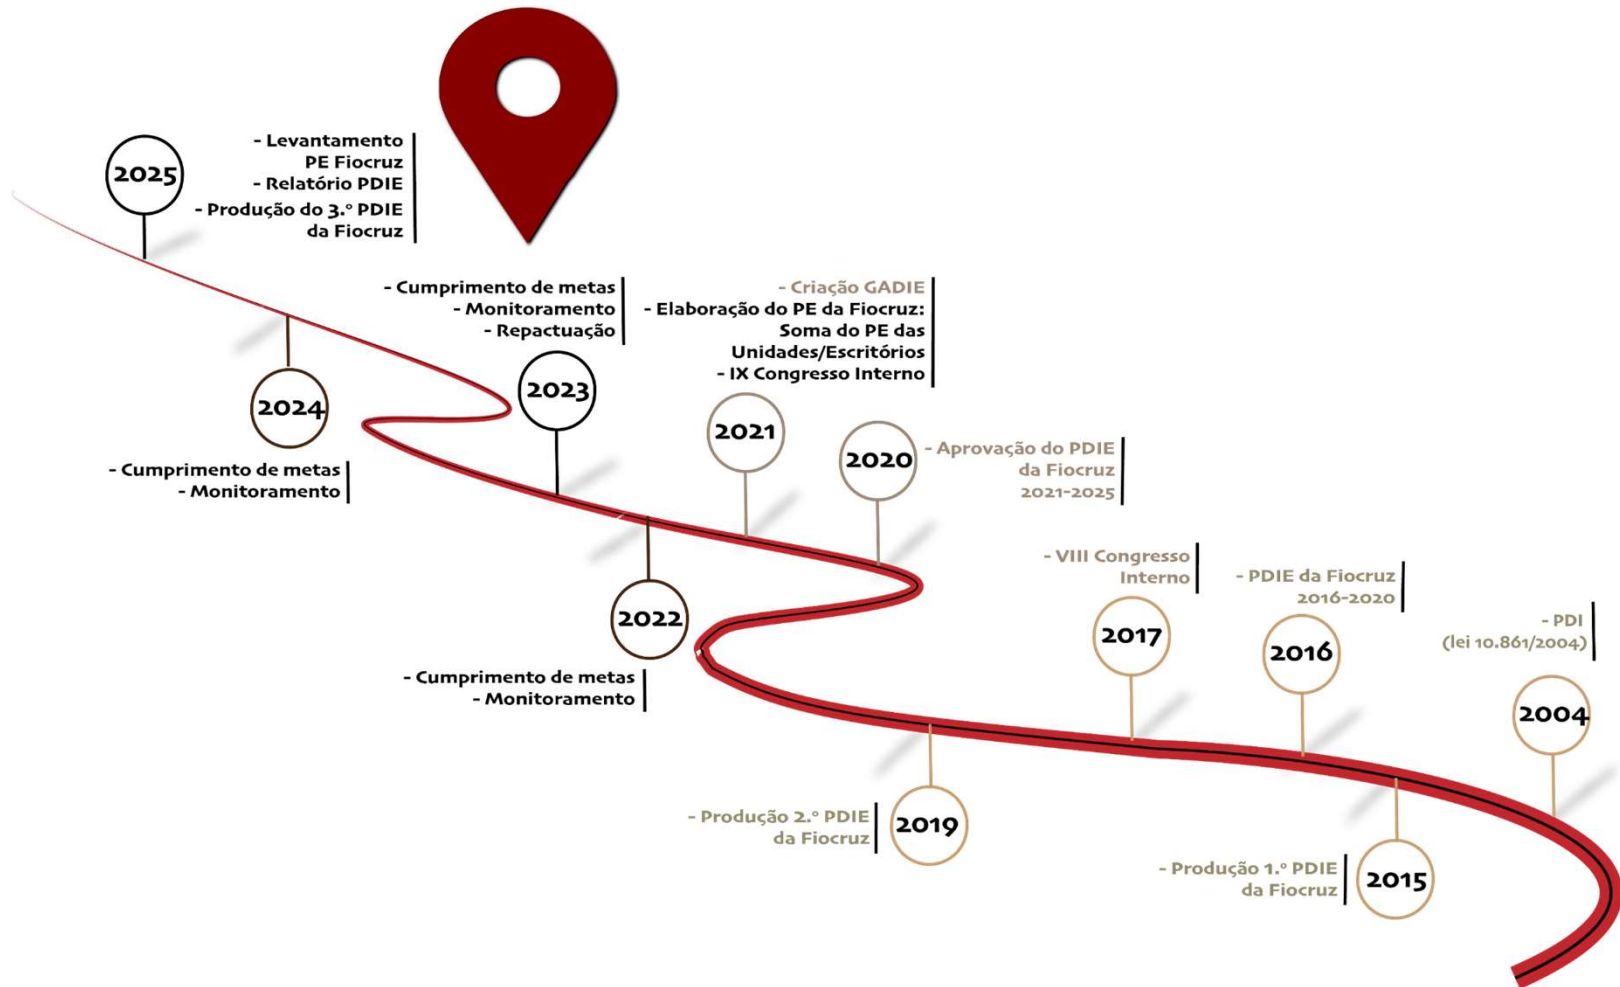 2025
- Levantamento
PE Fiocruz
- Relatório PDIE
- Produção do 3.º PDIE
da Fiocruz
2024
- Cumprimento de metas
- Monitoramento
- Cumprimento de metas
- Monitoramento
- Repactuação
2023
2022
- Cumprimento de metas
- Monitoramento
- Criação GADIE
- Elaboração do PE da Fiocruz:
Soma do PE das
Unidades/Escritórios
- IX Congresso Interno
2021
2020
- Aprovação do PDIE
da Fiocruz
2021-2025
- Produção 2.º PDIE
da Fiocruz
2019
- VIII Congresso
Interno
2017
- PDIE da Fiocruz
2016-2020
2016
- Produção 1.º PDIE
da Fiocruz
2015
- PDI
(lei 10.861/2004)
2004